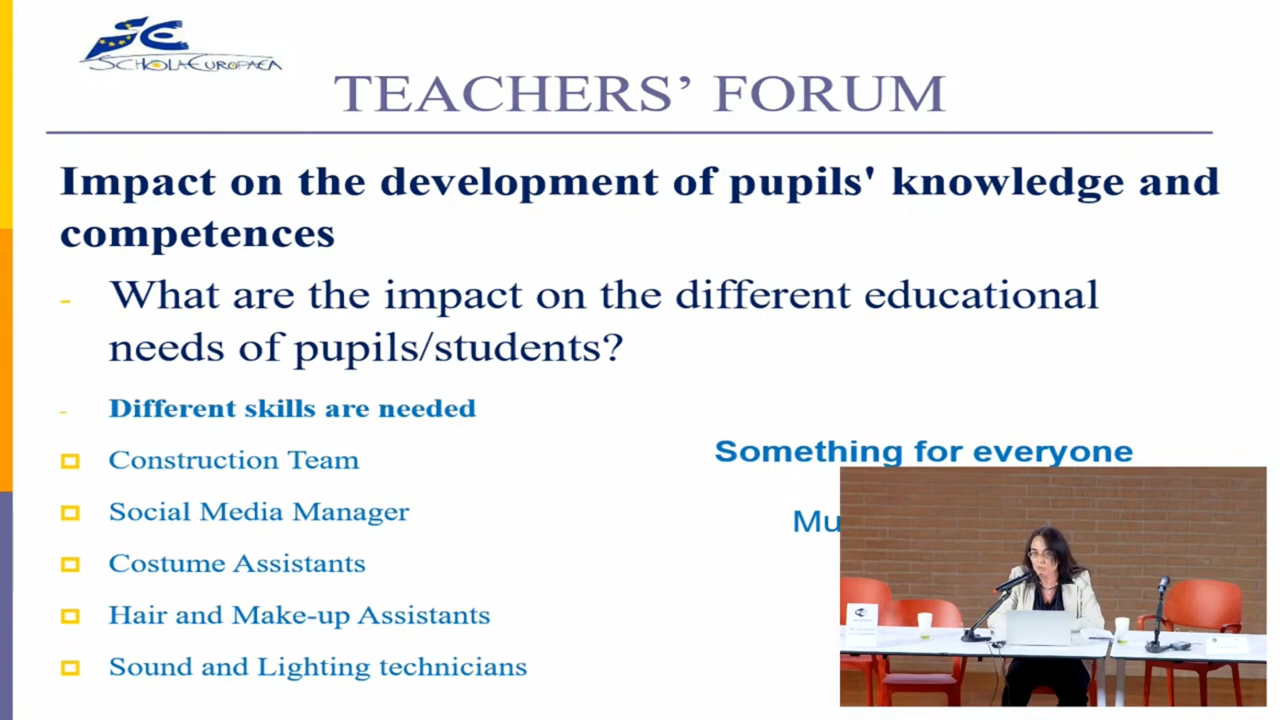 SCHOLAEUROPAEA
TEACHERS’ FORUM
Impact on the development of pupils' knowledge and
competences
- What are the impact on the different educational
needs of pupils/students?
- Different skills are needed
Construction Team
Social Media Manager
Costume Assistants
Hair and Make-up Assistants
Sound and Lighting technicians
Something for everyone